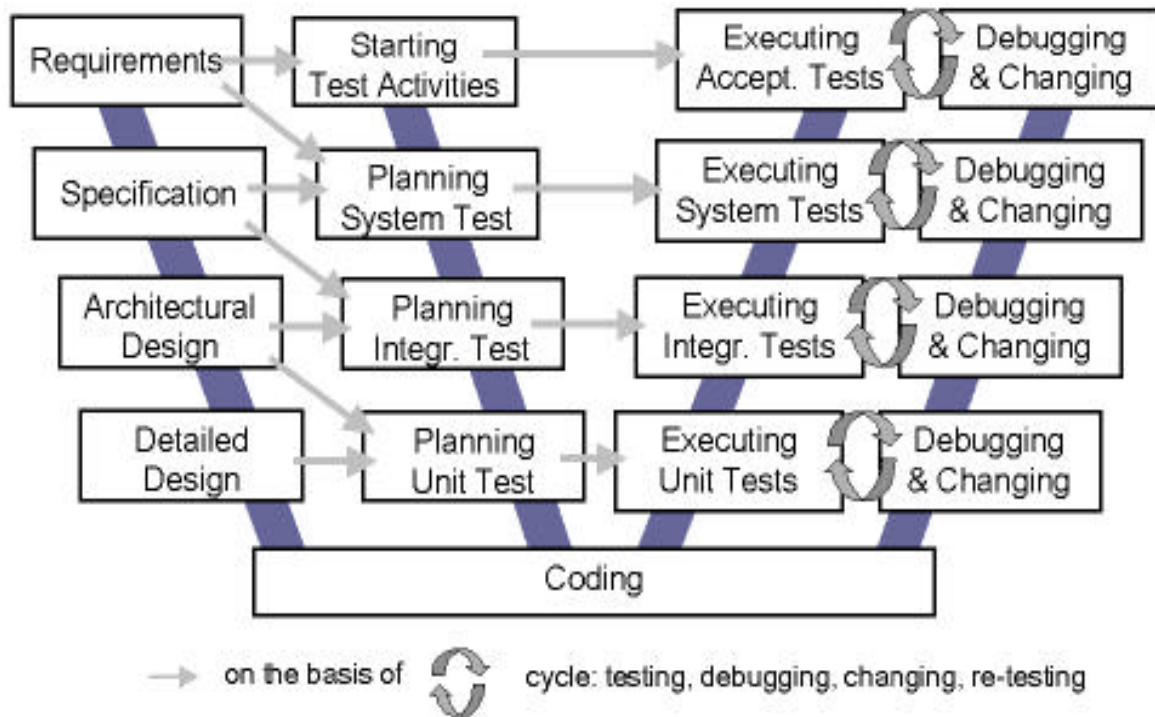 Requirements
Starting
Test Activities
Executing
Accept. Tests
Debugging
& Changing
Specification
Planning
System Test
Executing
System Tests
Debugging
& Changing
Architectural
Design
Planning
Integr. Test
Executing
Integr. Tests
Debugging
& Changing
Detailed
Design
Planning
Unit Test
Executing
Unit Tests
Debugging
& Changing
Coding
on the basis of
cycle: testing, debugging, changing, re-testing